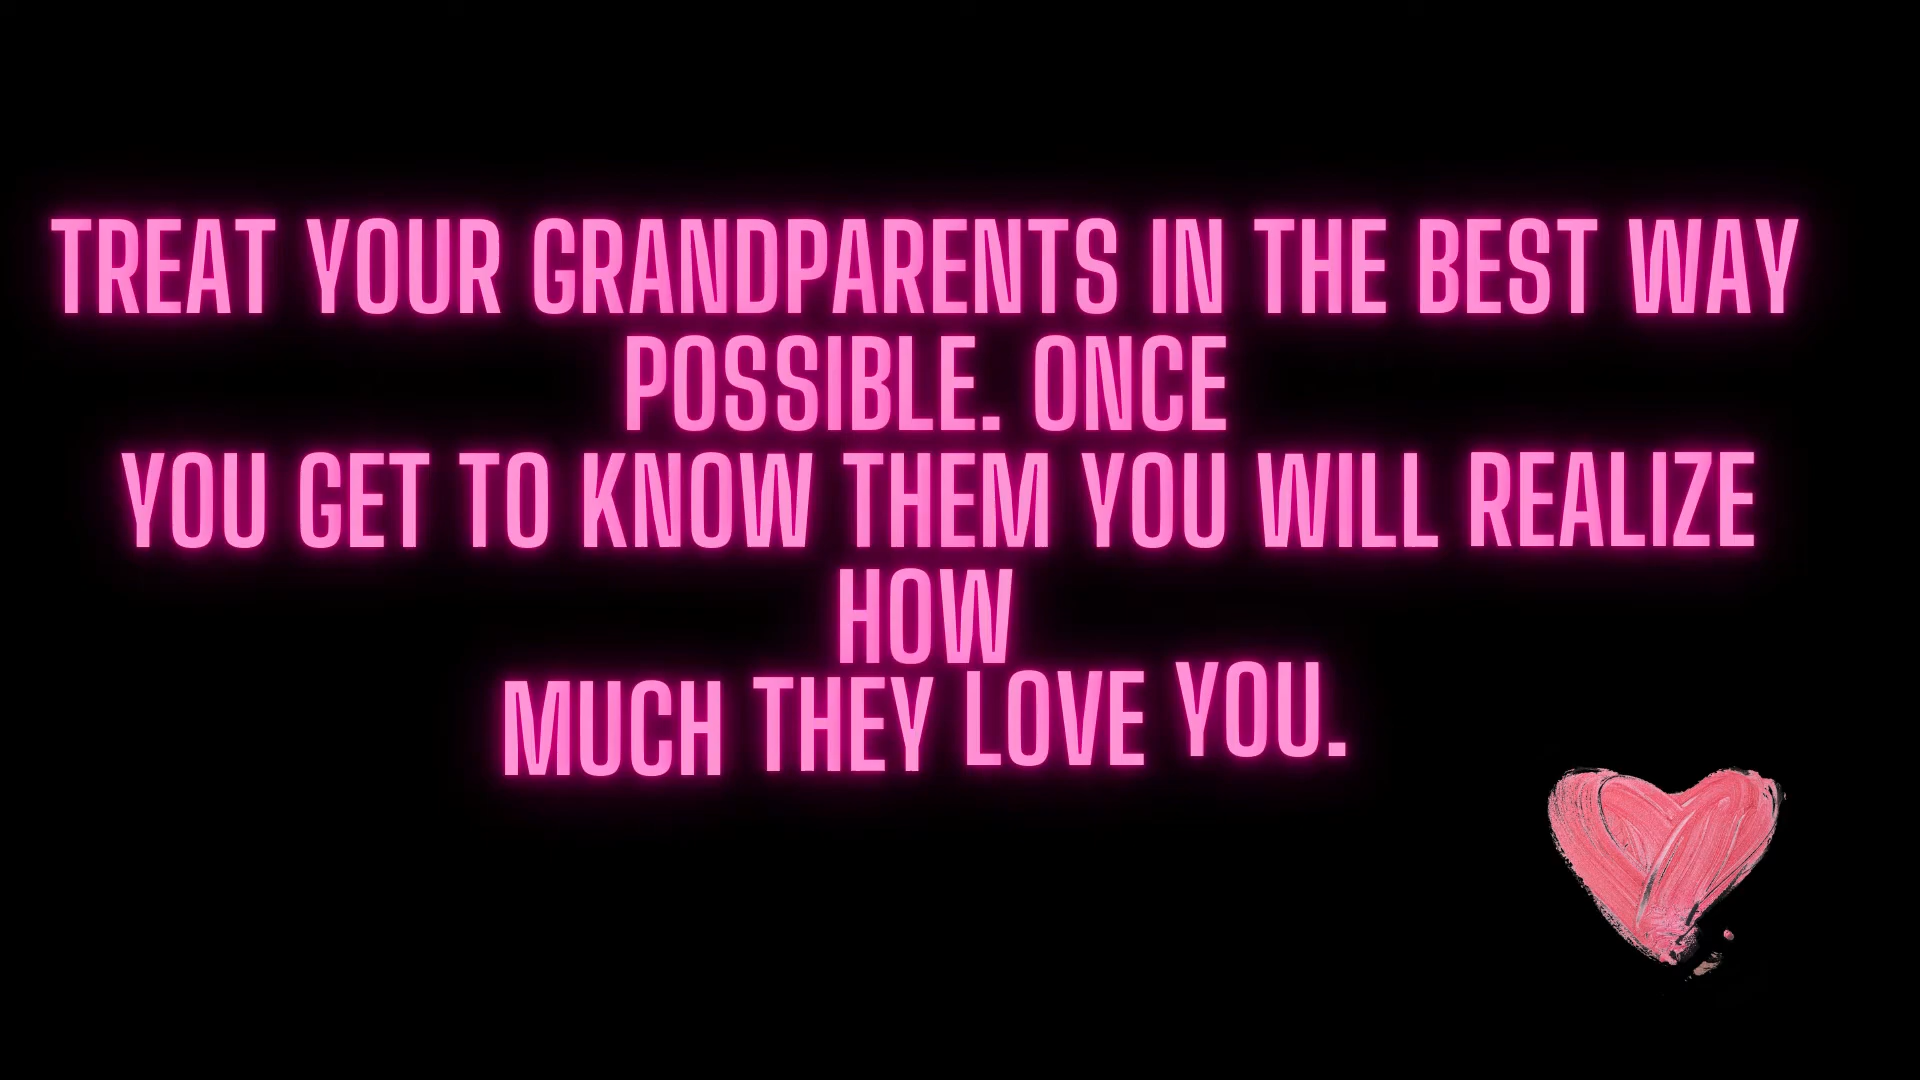 TREAT YOUR GRANDPARENTS IN THE BEST WAY
POSSIBLE. ONCE
YOU GET TO KNOW THEM YOU WILL REALIZE
HOW
MUCH THEY LOVE YOU.